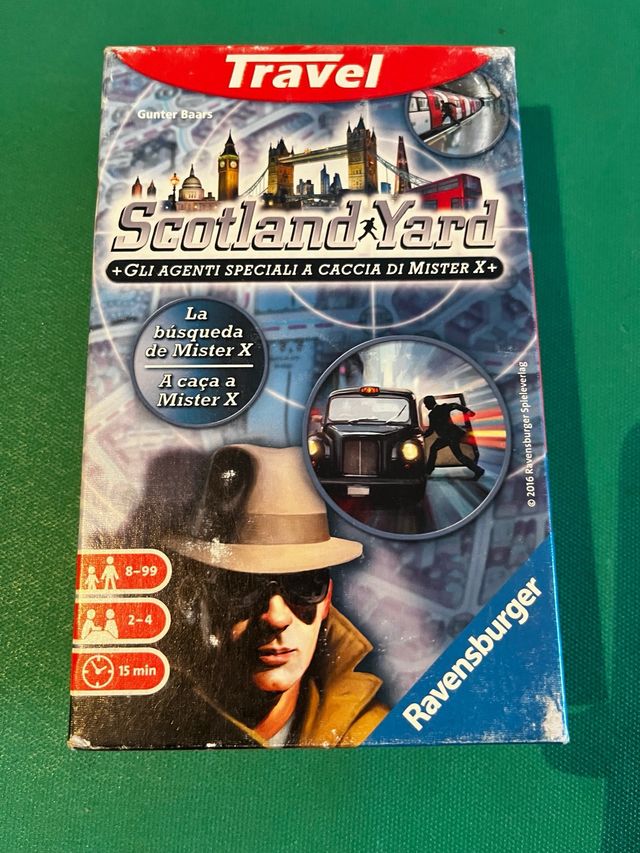 Travel
Gunter Baars
Scotland Yard
+GLI AGENTI SPECIALI A CACCIA DI MISTER X+
La
búsqueda
de Mister X
A caça a
Mister X
© 2016 Ravensburger Spieleverlag
8–99
2–4
15 min
Ravensburger